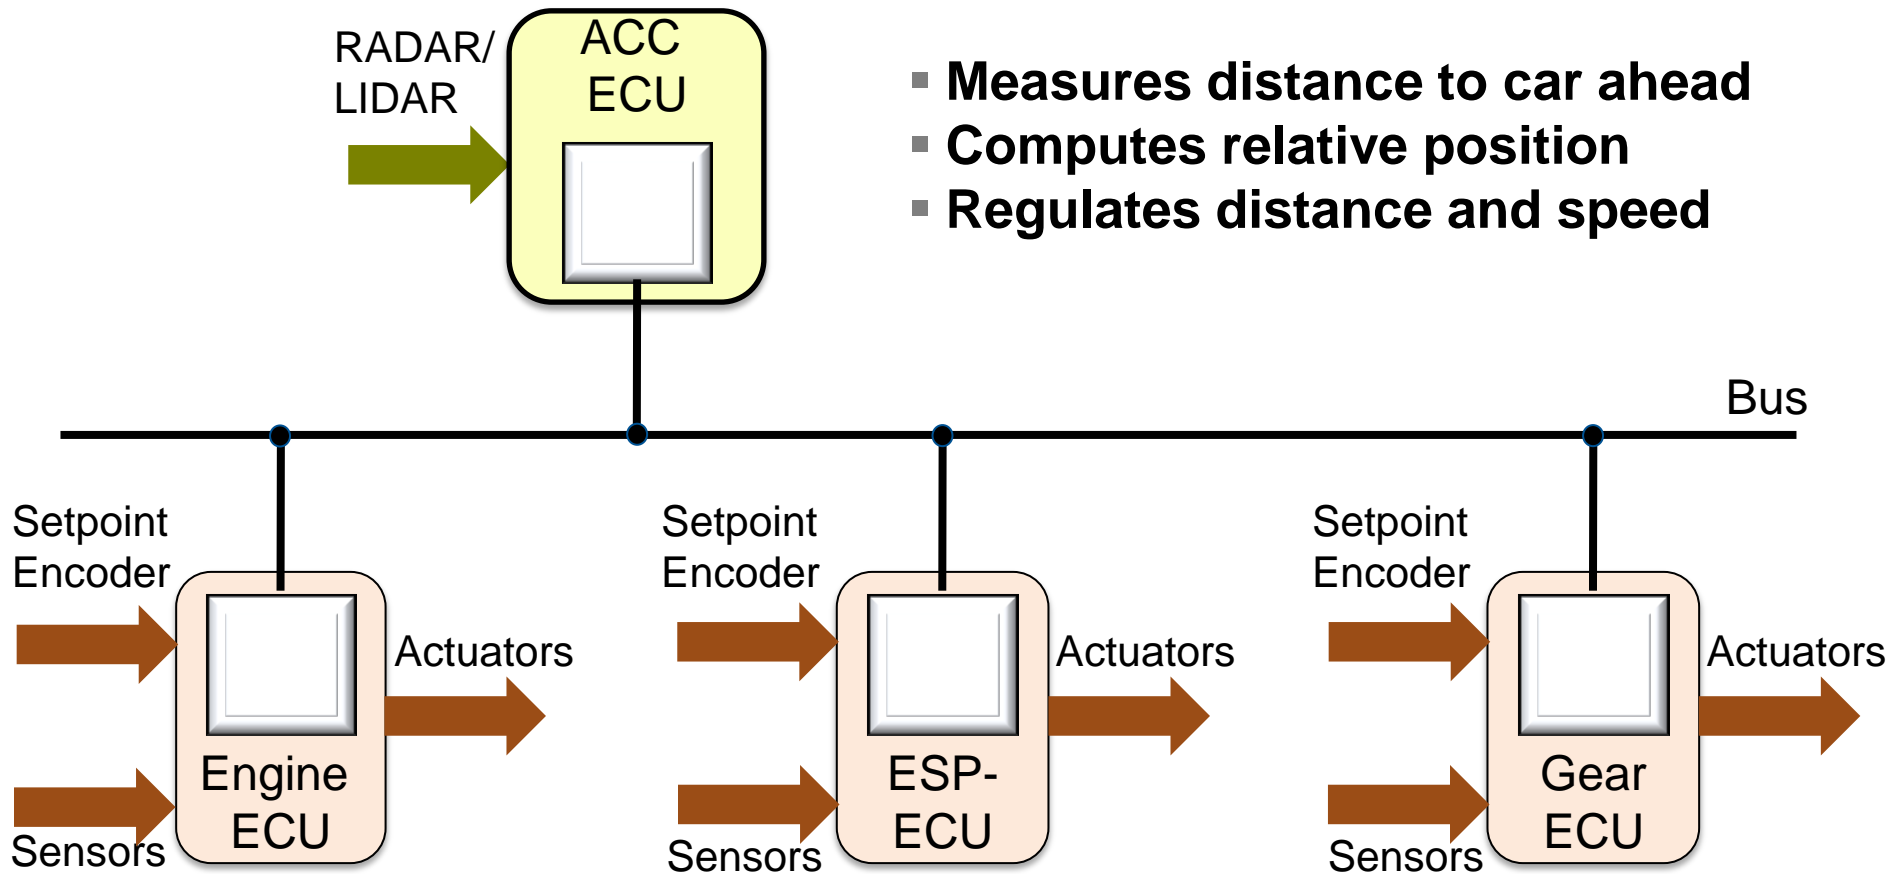 RADAR/
LIDAR
ACC
ECU
▪ Measures distance to car ahead
▪ Computes relative position
▪ Regulates distance and speed
Bus
Setpoint
Encoder
Actuators
Engine
ECU
Sensors
Setpoint
Encoder
Actuators
ESP-
ECU
Sensors
Setpoint
Encoder
Actuators
Gear
ECU
Sensors